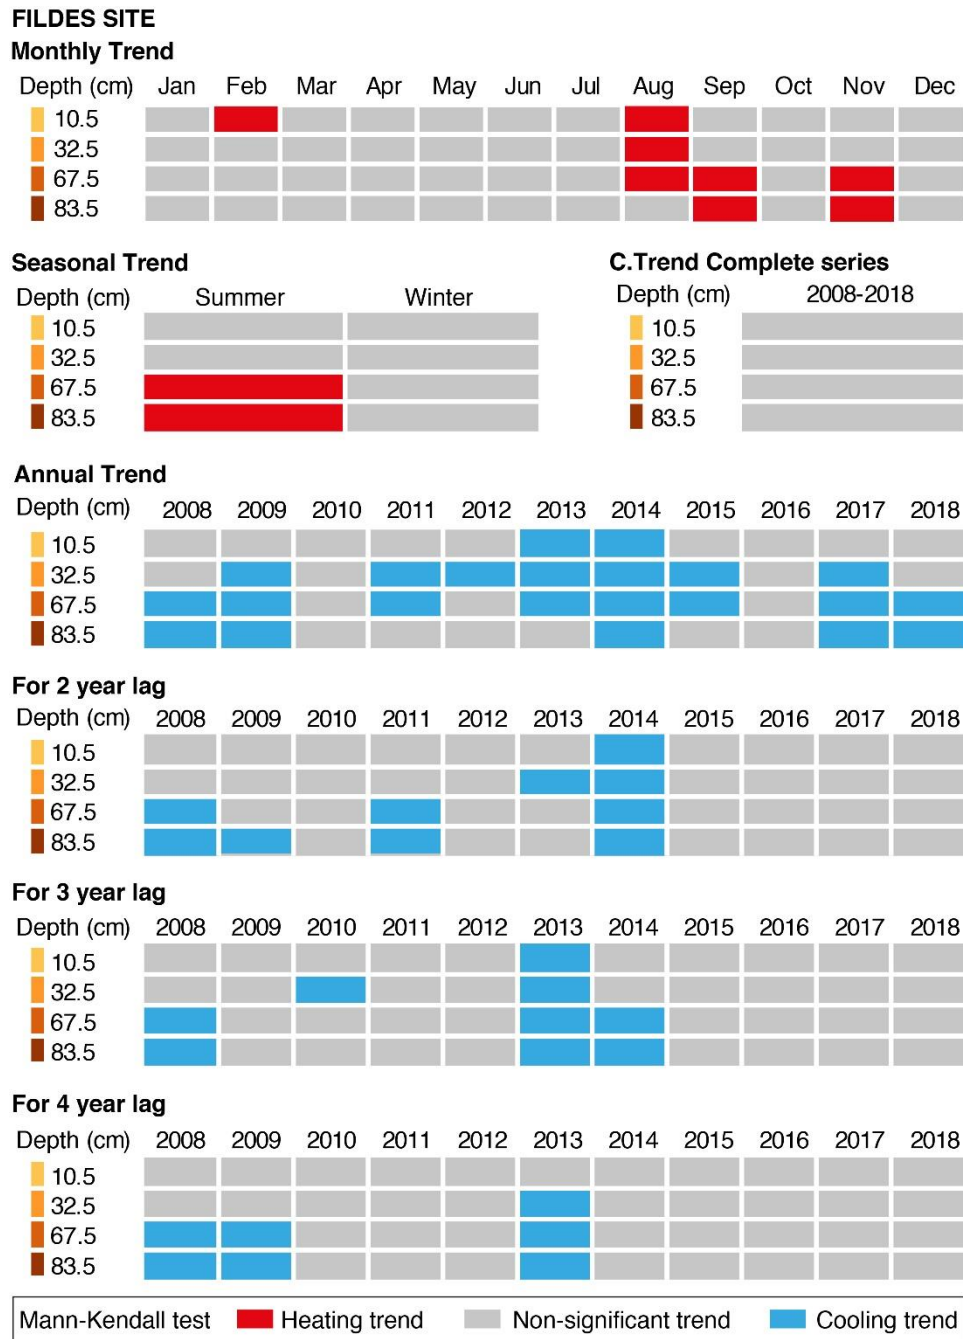 FILDES SITE
Monthly Trend
Depth (cm) Jan Feb Mar Apr May Jun Jul Aug Sep Oct Nov Dec
10.5
32.5
67.5
83.5
Seasonal Trend
Depth (cm) Summer Winter
10.5
32.5
67.5
83.5
C.Trend Complete series
Depth (cm) 2008-2018
10.5
32.5
67.5
83.5
Annual Trend
Depth (cm) 2008 2009 2010 2011 2012 2013 2014 2015 2016 2017 2018
10.5
32.5
67.5
83.5
For 2 year lag
Depth (cm) 2008 2009 2010 2011 2012 2013 2014 2015 2016 2017 2018
10.5
32.5
67.5
83.5
For 3 year lag
Depth (cm) 2008 2009 2010 2011 2012 2013 2014 2015 2016 2017 2018
10.5
32.5
67.5
83.5
For 4 year lag
Depth (cm) 2008 2009 2010 2011 2012 2013 2014 2015 2016 2017 2018
10.5
32.5
67.5
83.5
Mann-Kendall test Heating trend Non-significant trend Cooling trend